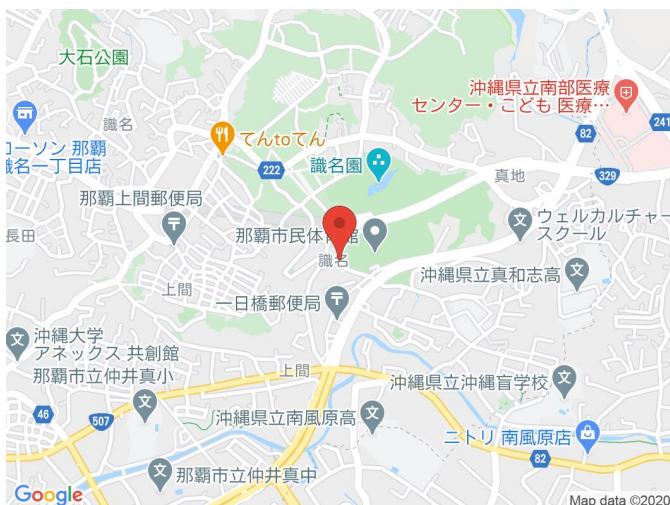 大石公園
沖縄県立南部医療
センター・こども 医療…
識名
ローソン 那覇
識名一丁目店
てんtoてん
82
241
222
識名園
329
真地
那覇上間郵便局
那覇市民体
館
ウェルカルチャー
スクール
長田
識名
沖縄県立真和志高
上間
一日橋郵便局
沖縄大学
アネックス 共創館
上間
那覇市立仲井真小
沖縄県立沖縄盲学校
46
507
沖縄県立南風原高
ニトリ 南風原店
82
那覇市立仲井真中
Google
Map data ©2020